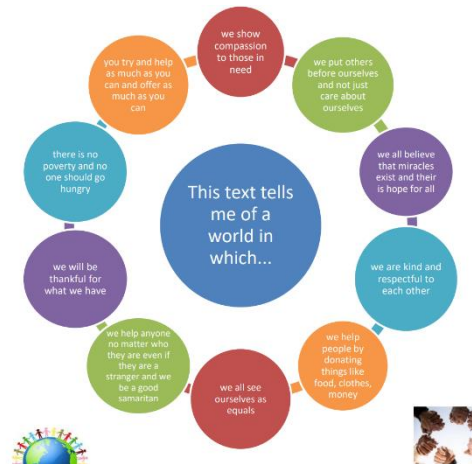 we show
compassion
to those in
need
we put others
before ourselves
and not just
care about
ourselves
we all believe
that miracles
exist and their
is hope for all
we are kind and
respectful to
each other
we help
people by
donating
things like
food, clothes,
money
we all see
ourselves as
equals
we help anyone
no matter who
they are even if
they are a
stranger and we
be a good
samaritan
we will be
thankful for
what we have
there is no
poverty and no
one should go
hungry
you try and help
as much as you
can and offer
as much as you
can
This text tells
me of a
world in
which...